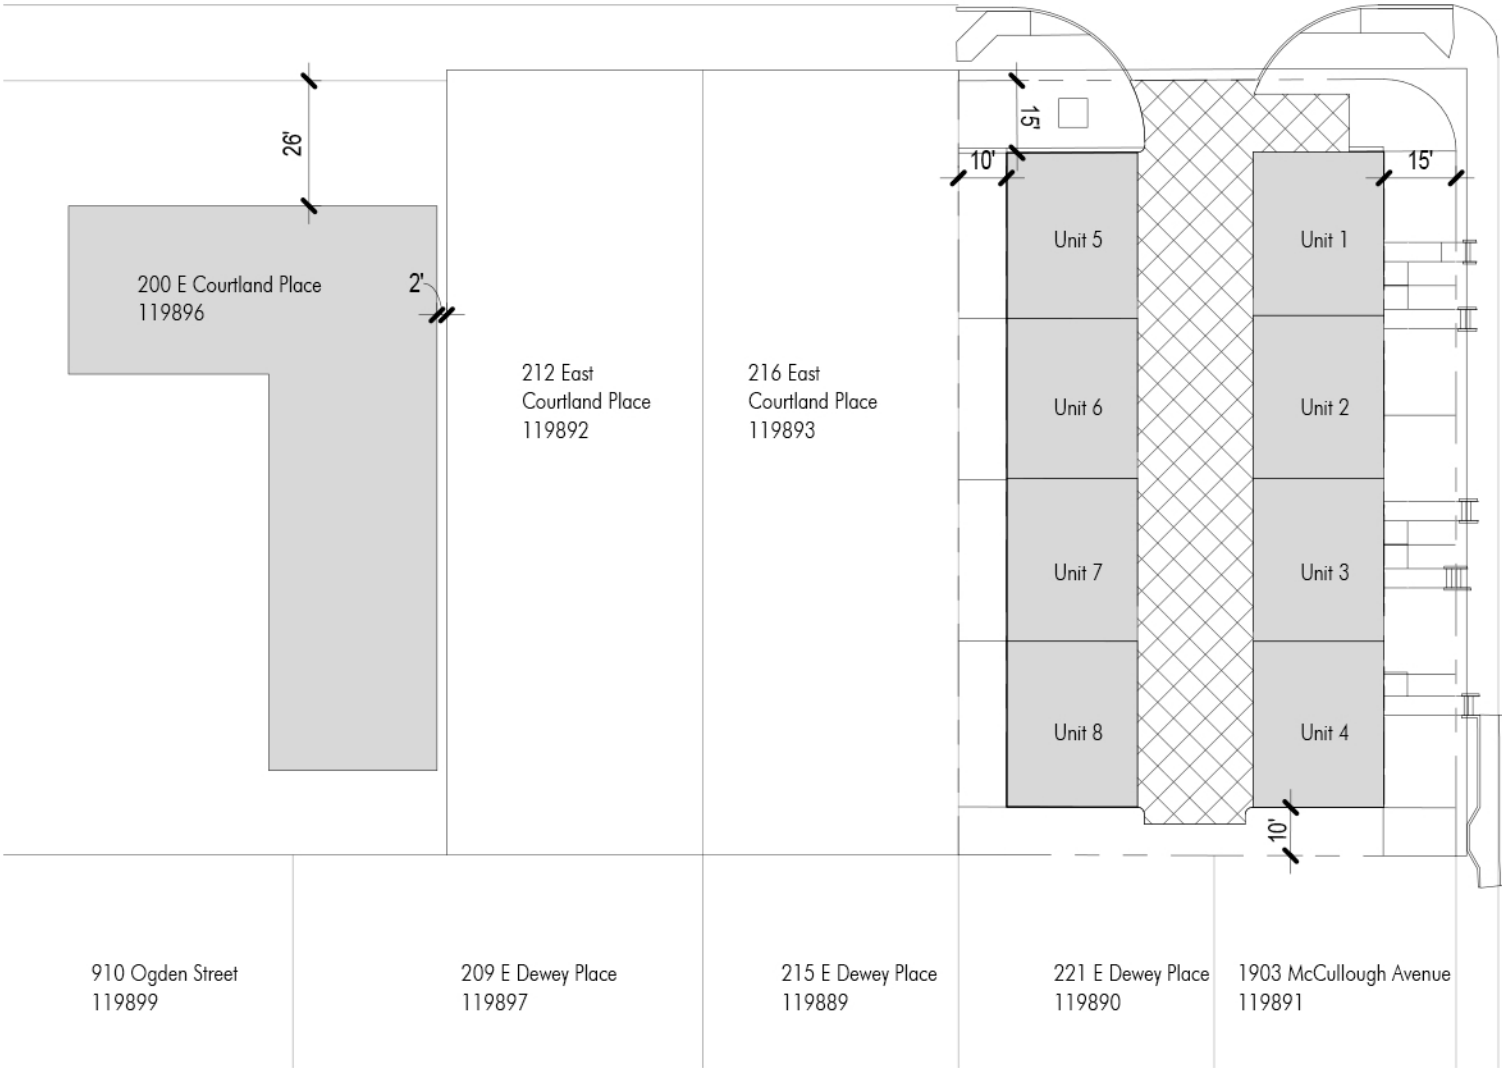 26'
15'
10'
15'
Unit 5
Unit 1
200 E Courtland Place
119896
2'
212 East
Courtland Place
119892
216 East
Courtland Place
119893
Unit 6
Unit 2
Unit 7
Unit 3
Unit 8
Unit 4
10'
910 Ogden Street
119899
209 E Dewey Place
119897
215 E Dewey Place
119889
221 E Dewey Place
119890
1903 McCullough Avenue
119891